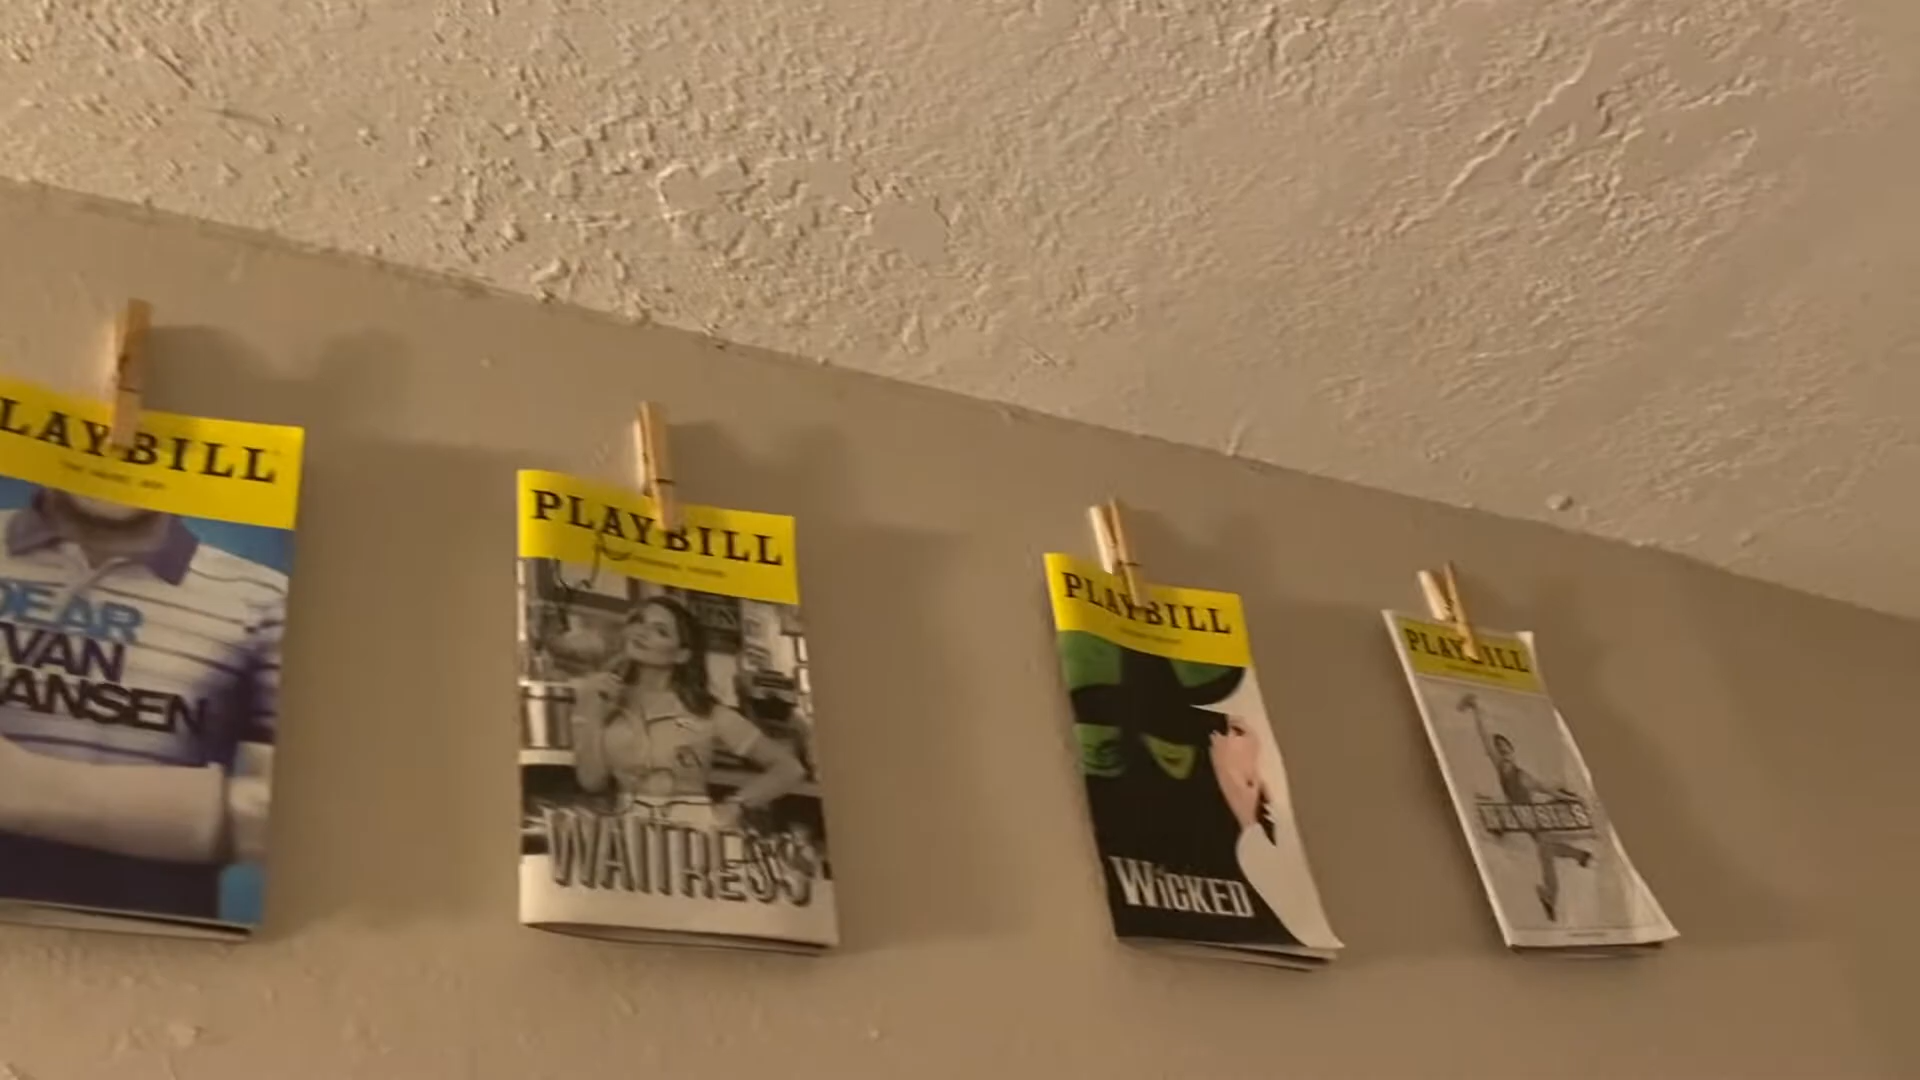 PLAYBILL
DEAR
EVAN
HANSEN
PLAYBILL
WAITRESS
PLAYBILL
WICKED
PLAYBILL
NEWSIES